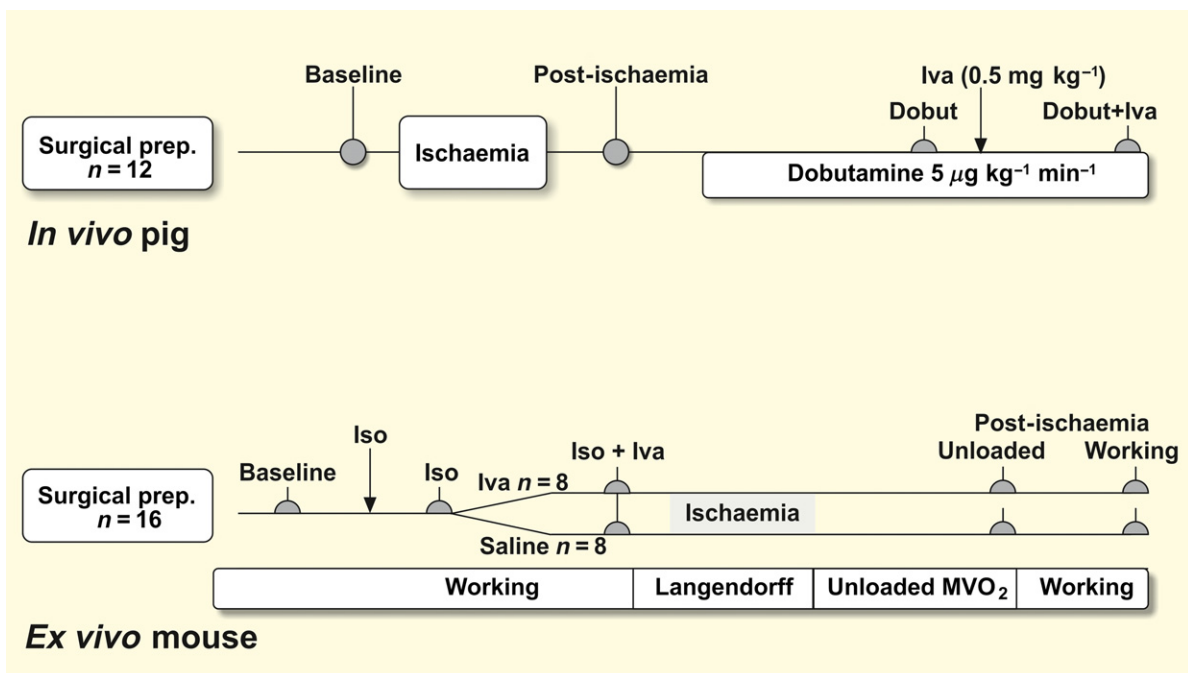 Baseline
Post-ischaemia
Iva (0.5 mg kg⁻¹)
Dobut
Dobut+Iva
Surgical prep.
n = 12
Ischaemia
Dobutamine 5 μg kg⁻¹ min⁻¹
In vivo pig
Post-ischaemia
Iso
Baseline
Iso
Iso + Iva
Unloaded
Working
Iva n = 8
Surgical prep.
n = 16
Ischaemia
Saline n = 8
Working
Langendorff
Unloaded MVO₂
Working
Ex vivo mouse